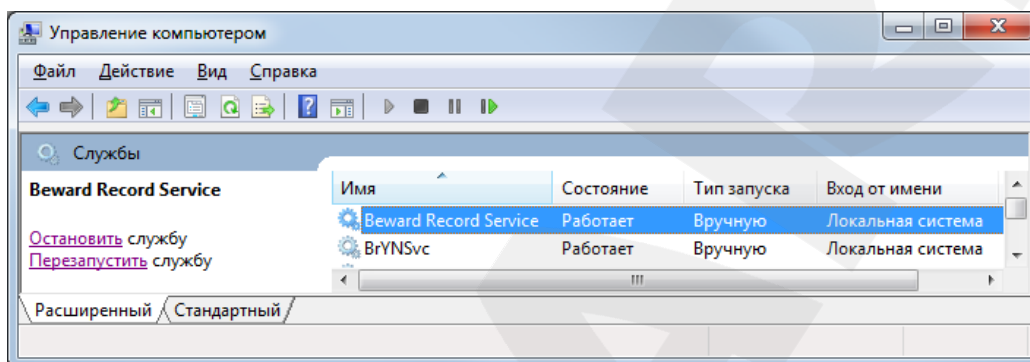 Управление компьютером
Файл Действие Вид Справка
Службы
Beward Record Service
Остановить службу
Перезапустить службу
Имя Состояние Тип запуска Вход от имени
Beward Record Service Работает Вручную Локальная система
BrYNSvc Работает Вручную Локальная система
Расширенный Стандартный